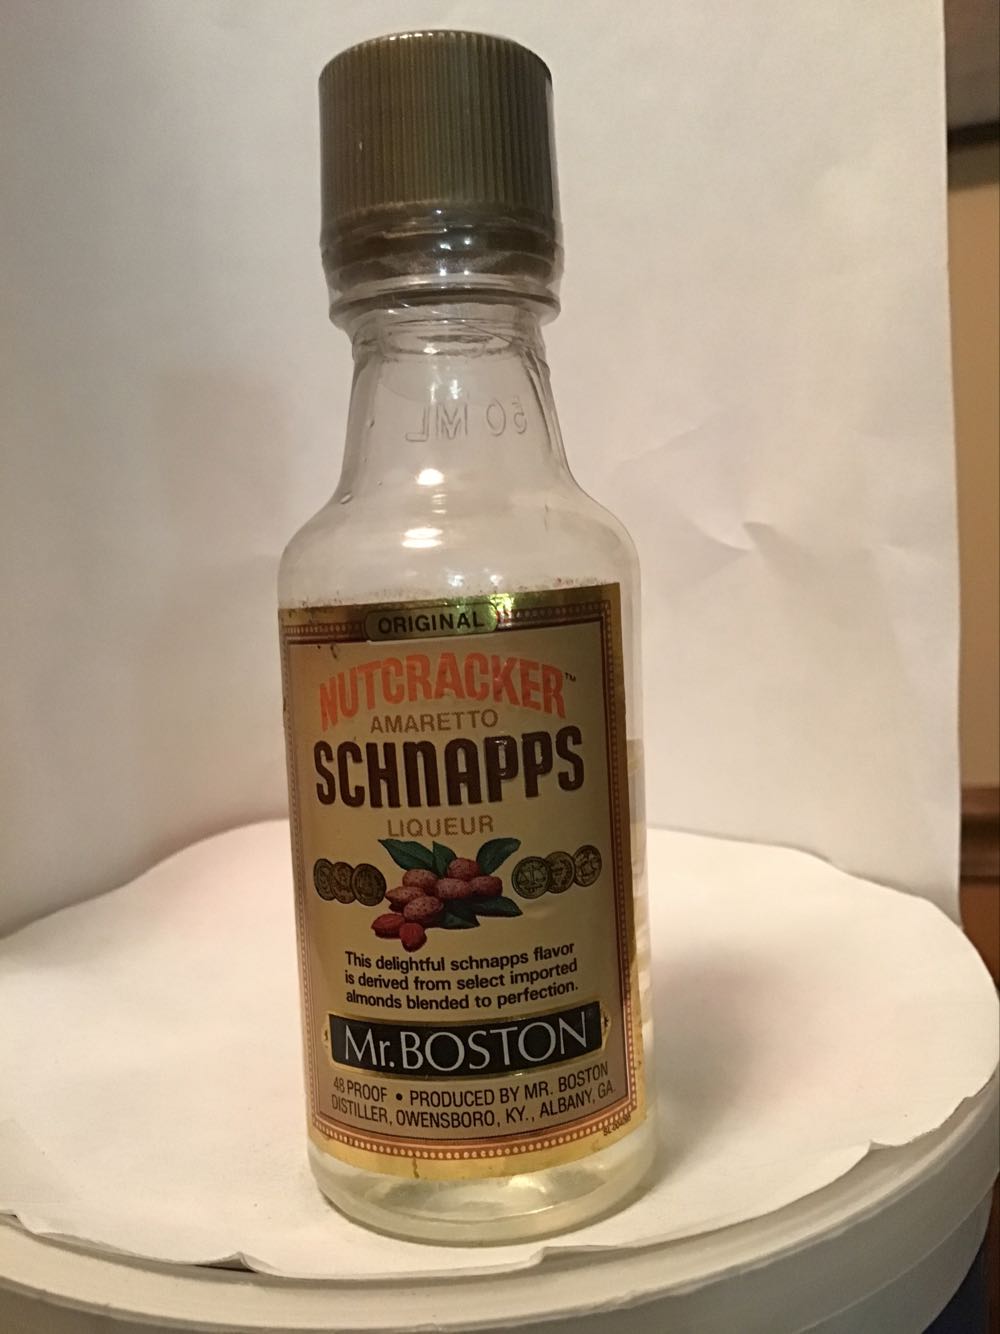 50 ML
ORIGINAL
NUTCRACKER™
AMARETTO
SCHNAPPS
LIQUEUR
This delightful schnapps flavor
is derived from select imported
almonds blended to perfection.
Mr. BOSTON
48 PROOF • PRODUCED BY MR. BOSTON
DISTILLER, OWENSBORO, KY., ALBANY, GA.